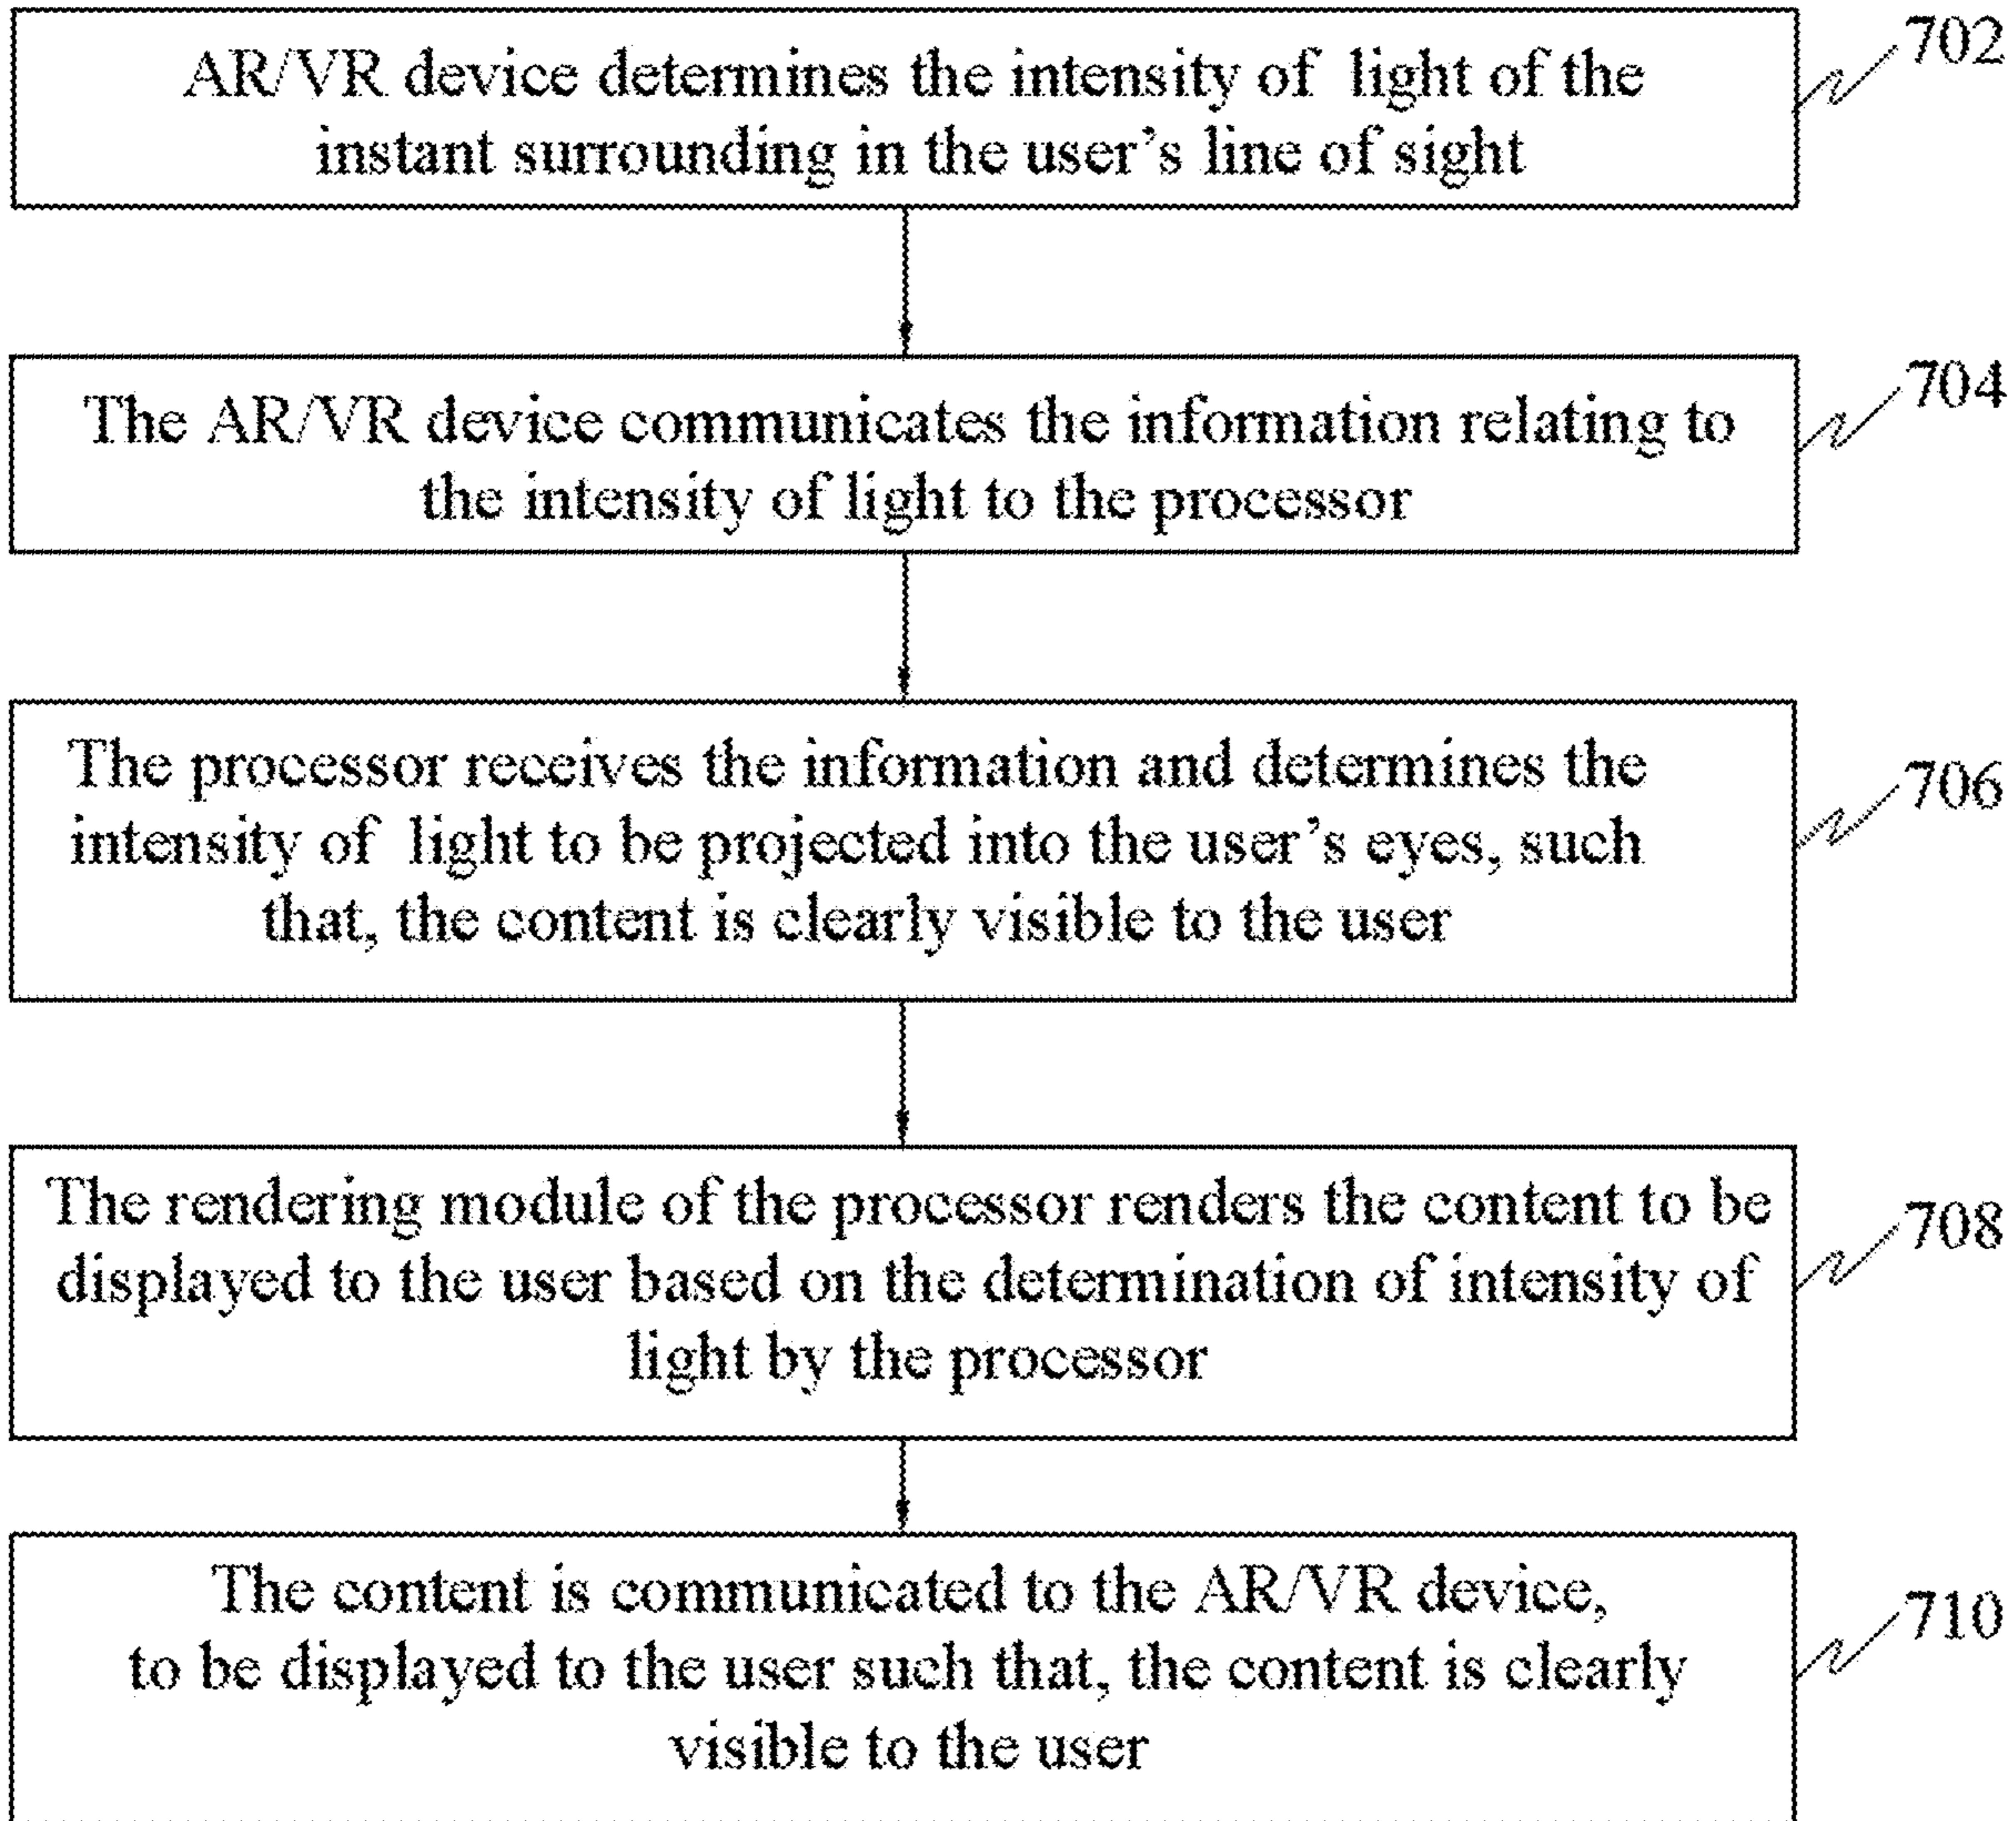 AR/VR device determines the intensity of light of the
instant surrounding in the user's line of sight
702
The AR/VR device communicates the information relating to
the intensity of light to the processor
704
The processor receives the information and determines the
intensity of light to be projected into the user's eyes, such
that, the content is clearly visible to the user
706
The rendering module of the processor renders the content to be
displayed to the user based on the determination of intensity of
light by the processor
708
The content is communicated to the AR/VR device,
to be displayed to the user such that, the content is clearly
visible to the user
710